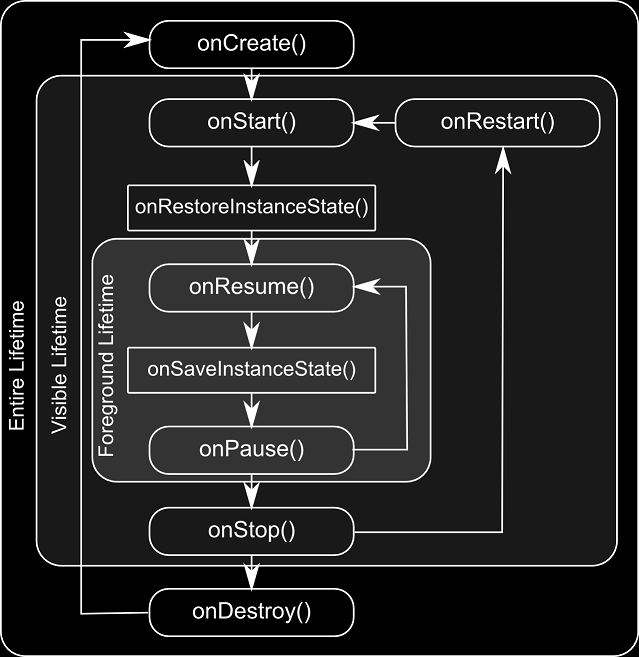 onCreate()
onStart()
onRestart()
onRestoreInstanceState()
onResume()
onSaveInstanceState()
onPause()
onStop()
onDestroy()
Entire Lifetime
Visible Lifetime
Foreground Lifetime